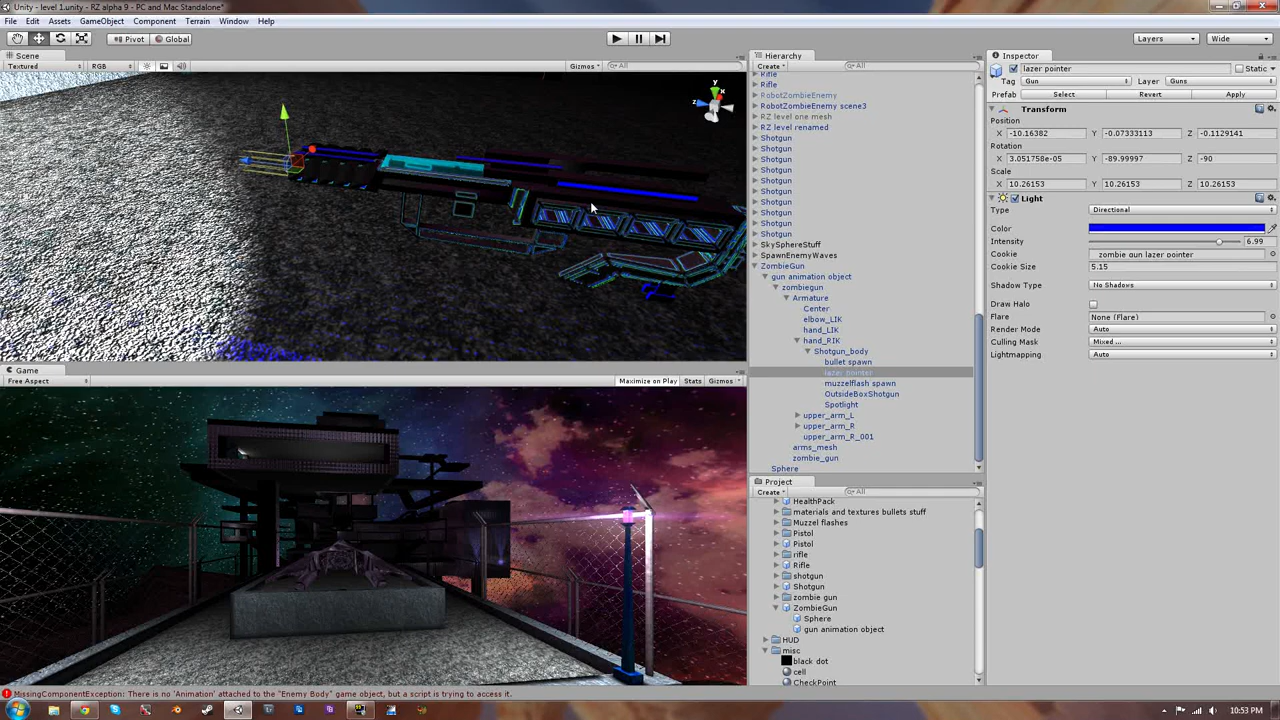 Unity - level 1.unity - RZ alpha 9 - PC and Mac Standalone*
File Edit Assets GameObject Component Terrain Window Help
Pivot Global Layers Wide
Scene
Textured RGB Gizmos All
y
z
Game
Free Aspect Maximize on Play Stats Gizmos
Hierarchy
Create All
Rifle
Rifle
RobotZombieEnemy
RobotZombieEnemy scene3
RZ level one mesh
RZ level renamed
Shotgun
Shotgun
Shotgun
Shotgun
Shotgun
Shotgun
Shotgun
Shotgun
Shotgun
Shotgun
SkySphereStuff
SpawnEnemyWaves
ZombieGun
gun animation object
zombiegun
Armature
Center
elbow_LIK
hand_LIK
hand_RIK
Shotgun_body
bullet spawn
lazer pointer
muzzelflash spawn
OutsideBoxShotgun
Spotlight
upper_arm_L
upper_arm_R
upper_arm_R_001
arms_mesh
zombie_gun
Sphere
Project
Create All
HealthPack
materials and textures bullets stuff
Muzzel flashes
Pistol
Pistol
rifle
Rifle
shotgun
Shotgun
zombie gun
ZombieGun
Sphere
gun animation object
HUD
misc
black dot
cell
CheckPoint
Inspector
lazer pointer Static
Tag Gun Layer Guns
Prefab Select Revert Apply
Transform
Position
X -10.16382 Y -0.07333113 Z -0.1129141
Rotation
X 3.051758e-05 Y -89.99997 Z -90
Scale
X 10.26153 Y 10.26153 Z 10.26153
Light
Type Directional
Color
Intensity 6.99
Cookie zombie gun lazer pointer
Cookie Size 5.15
Shadow Type No Shadows
Draw Halo
Flare None (Flare)
Render Mode Auto
Culling Mask Mixed ...
Lightmapping Auto
MissingComponentException: There is no 'Animation' attached to the "Enemy Body" game object, but a script is trying to access it.
10:53 PM